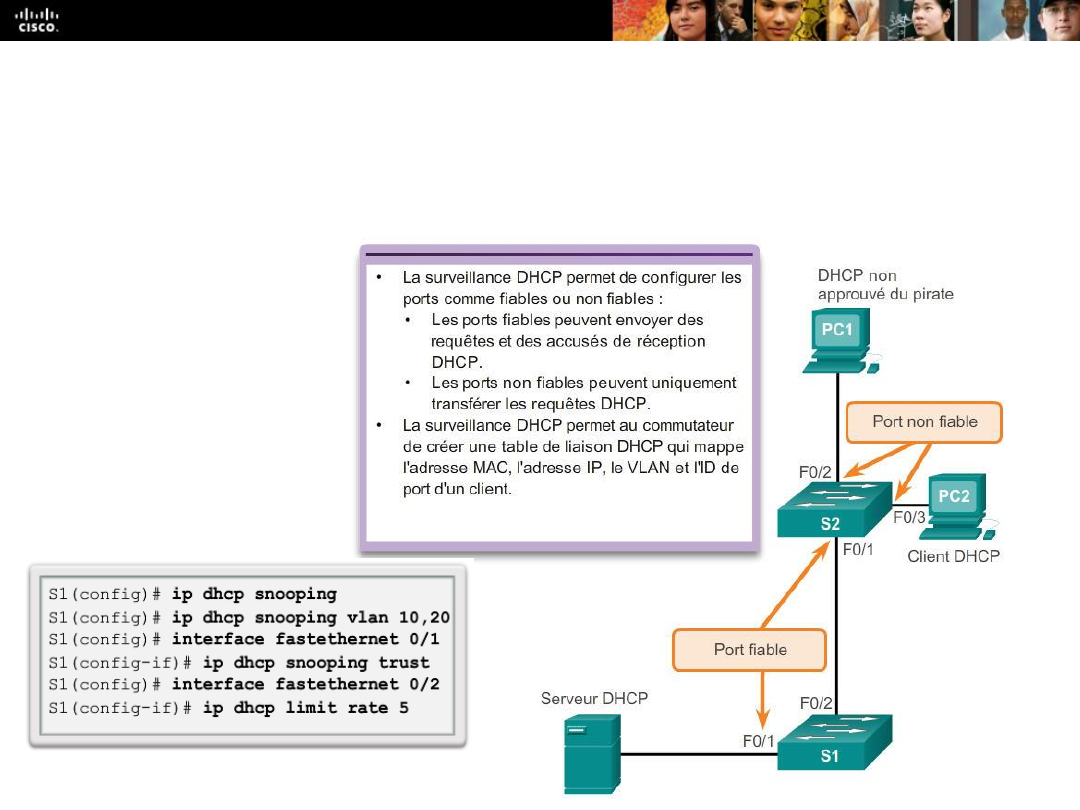 CISCO.
• La surveillance DHCP permet de configurer les
ports comme fiables ou non fiables :
• Les ports fiables peuvent envoyer des
requêtes et des accusés de réception
DHCP.
• Les ports non fiables peuvent uniquement
transférer les requêtes DHCP.
• La surveillance DHCP permet au commutateur
de créer une table de liaison DHCP qui mappe
l'adresse MAC, l'adresse IP, le VLAN et l'ID de
port d'un client.
S1(config)# ip dhcp snooping
S1(config)# ip dhcp snooping vlan 10,20
S1(config)# interface fastethernet 0/1
S1(config-if)# ip dhcp snooping trust
S1(config)# interface fastethernet 0/2
S1(config-if)# ip dhcp limit rate 5
DHCP non
approuvé du pirate
PC1
Port non fiable
F0/2
PC2
S2
F0/3
F0/1
Client DHCP
Port fiable
Serveur DHCP
F0/2
F0/1
S1